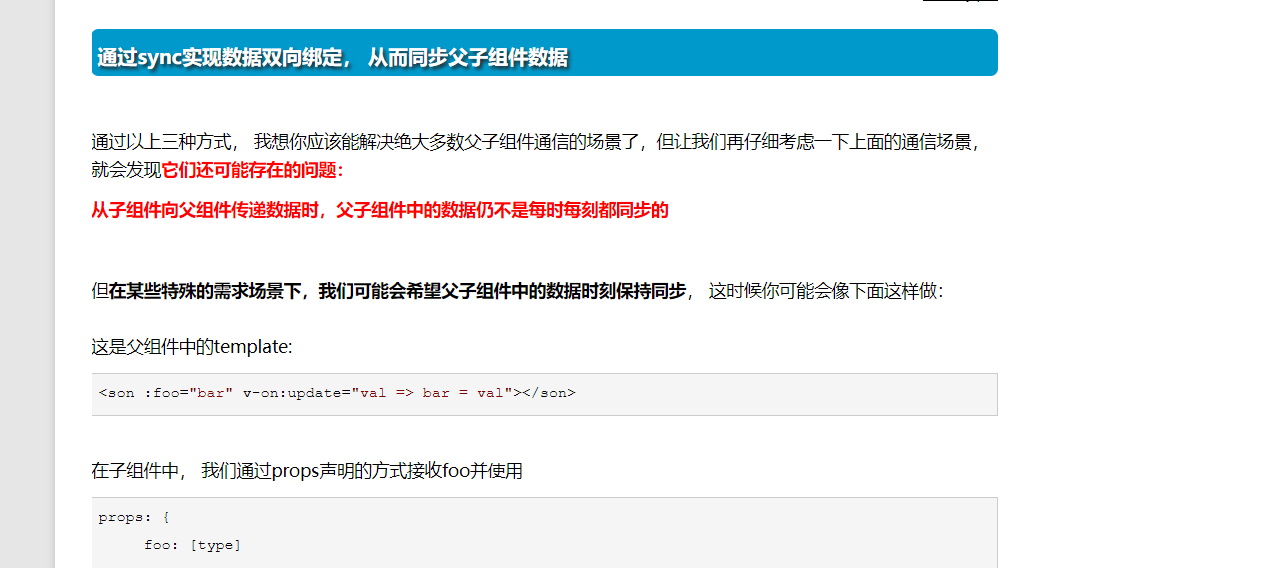 通过sync实现数据双向绑定， 从而同步父子组件数据
通过以上三种方式， 我想你应该能解决绝大多数父子组件通信的场景了，但让我们再仔细考虑一下上面的通信场景，
就会发现它们还可能存在的问题：
从子组件向父组件传递数据时，父子组件中的数据仍不是每时每刻都同步的
但在某些特殊的需求场景下，我们可能会希望父子组件中的数据时刻保持同步， 这时候你可能会像下面这样做：
这是父组件中的template:
<son :foo="bar" v-on:update="val => bar = val"></son>
在子组件中， 我们通过props声明的方式接收foo并使用
props: {
foo: [type]